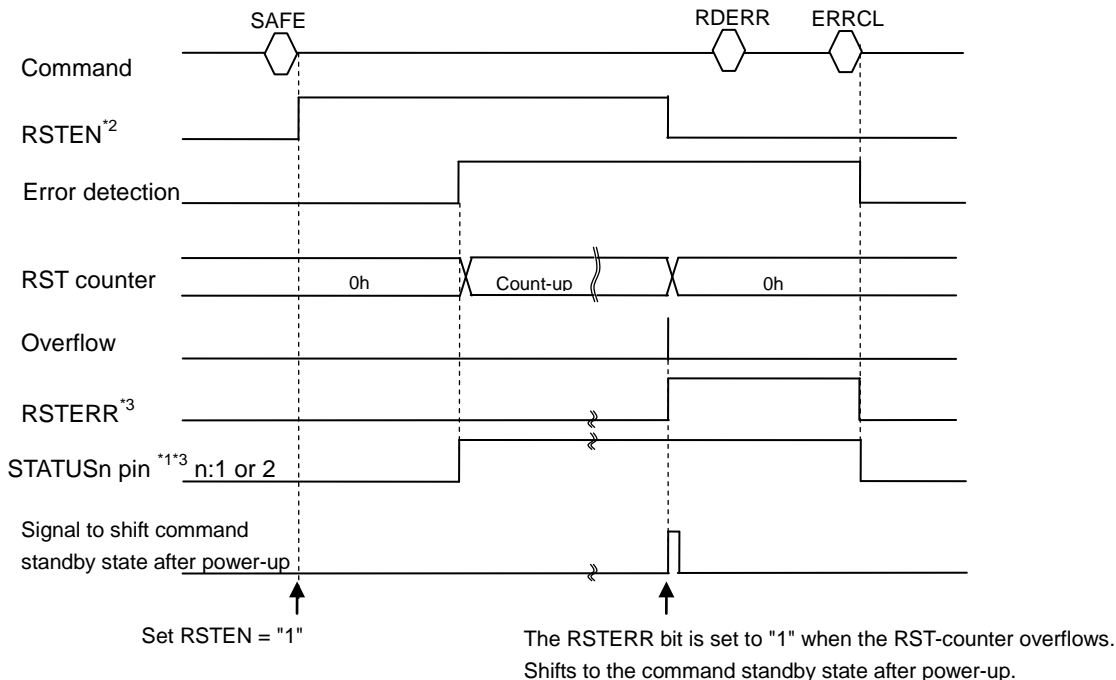 SAFE RDERR ERRCL
Command
RSTEN*2
Error detection
RST counter 0h Count-up 0h
Overflow
RSTERR*3
STATUSn pin *1*3 n:1 or 2
Signal to shift command
standby state after power-up
Set RSTEN = "1"
The RSTERR bit is set to "1" when the RST-counter overflows.
Shifts to the command standby state after power-up.